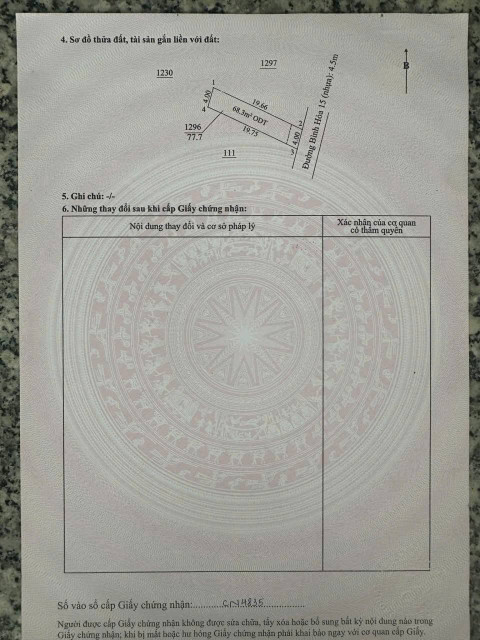 4. Sơ đồ thửa đất, tài sản gắn liền với đất:
1230
1297
B
1
19.66
2
4.00
68.3m² ODT
4.00
4
19.75
3
1296
77.7
111
Đường Bình Hòa 15 (nhựa): 4.5m
5. Ghi chú: -/-
6. Những thay đổi sau khi cấp Giấy chứng nhận:
Nội dung thay đổi và cơ sở pháp lý
Xác nhận của cơ quan
có thẩm quyền
Số vào sổ cấp Giấy chứng nhận:
Người được cấp Giấy chứng nhận không được sửa chữa, tẩy xóa hoặc bổ sung bất kỳ nội dung nào trong
Giấy chứng nhận; khi bị mất hoặc hư hỏng Giấy chứng nhận phải khai báo ngay với cơ quan cấp Giấy.